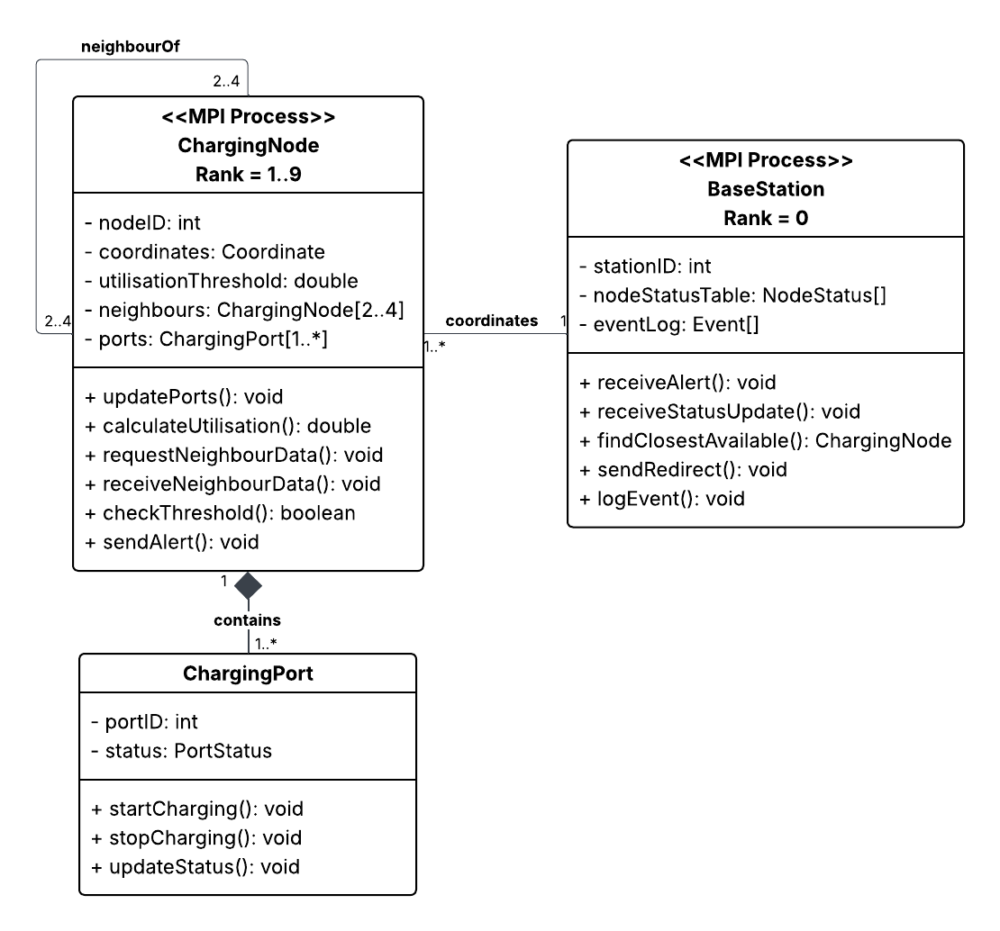 neighbourOf
2..4
<<MPI Process>>
ChargingNode
Rank = 1..9
- nodeID: int
- coordinates: Coordinate
- utilisationThreshold: double
- neighbours: ChargingNode[2..4]
- ports: ChargingPort[1..*]
2..4
+ updatePorts(): void
+ calculateUtilisation(): double
+ requestNeighbourData(): void
+ receiveNeighbourData(): void
+ checkThreshold(): boolean
+ sendAlert(): void
coordinates
1
1..*
<<MPI Process>>
BaseStation
Rank = 0
- stationID: int
- nodeStatusTable: NodeStatus[]
- eventLog: Event[]
+ receiveAlert(): void
+ receiveStatusUpdate(): void
+ findClosestAvailable(): ChargingNode
+ sendRedirect(): void
+ logEvent(): void
1
contains
1..*
ChargingPort
- portID: int
- status: PortStatus
+ startCharging(): void
+ stopCharging(): void
+ updateStatus(): void